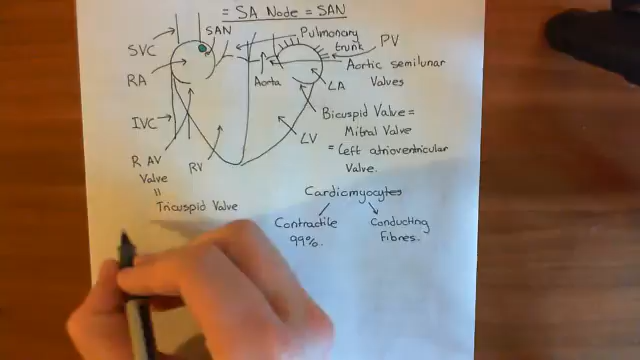 = SA Node = SAN
SAN
SVC
Pulmonary
trunk
PV
RA
Aorta
Aortic semilunar
Valves
LA
IVC
Bicuspid Valve =
Mitral Valve
= Left atrioventricular
Valve.
LV
R AV
Valve
=
Tricuspid Valve
RV
Cardiomyocytes
Contractile
99%.
Conducting
Fibres.